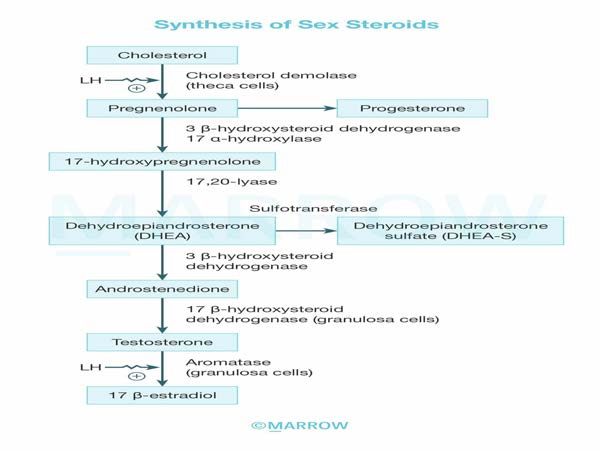 Synthesis of Sex Steroids
Cholesterol
LH
+
Cholesterol demolase
(theca cells)
Pregnenolone
Progesterone
3 β-hydroxysteroid dehydrogenase
17 α-hydroxylase
17-hydroxypregnenolone
17,20-lyase
MARROW
Sulfotransferase
Dehydroepiandrosterone
(DHEA)
Dehydroepiandrosterone
sulfate (DHEA-S)
3 β-hydroxysteroid
dehydrogenase
Androstenedione
17 β-hydroxysteroid
dehydrogenase (granulosa cells)
Testosterone
LH
+
Aromatase
(granulosa cells)
17 β-estradiol
©MARROW